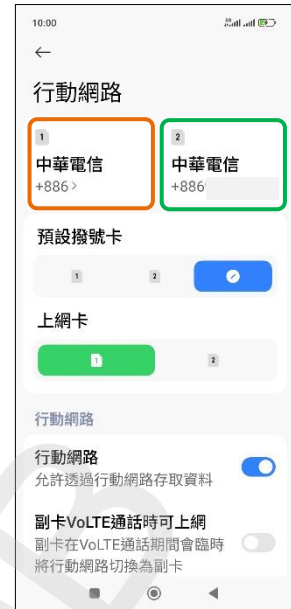 10:00
行動網路
1
中華電信
+886 >
2
中華電信
+886
預設撥號卡
1
2
上網卡
1
2
行動網路
行動網路
允許透過行動網路存取資料
副卡VoLTE通話時可上網
副卡在VoLTE通話期間會臨時
將行動網路切換為副卡